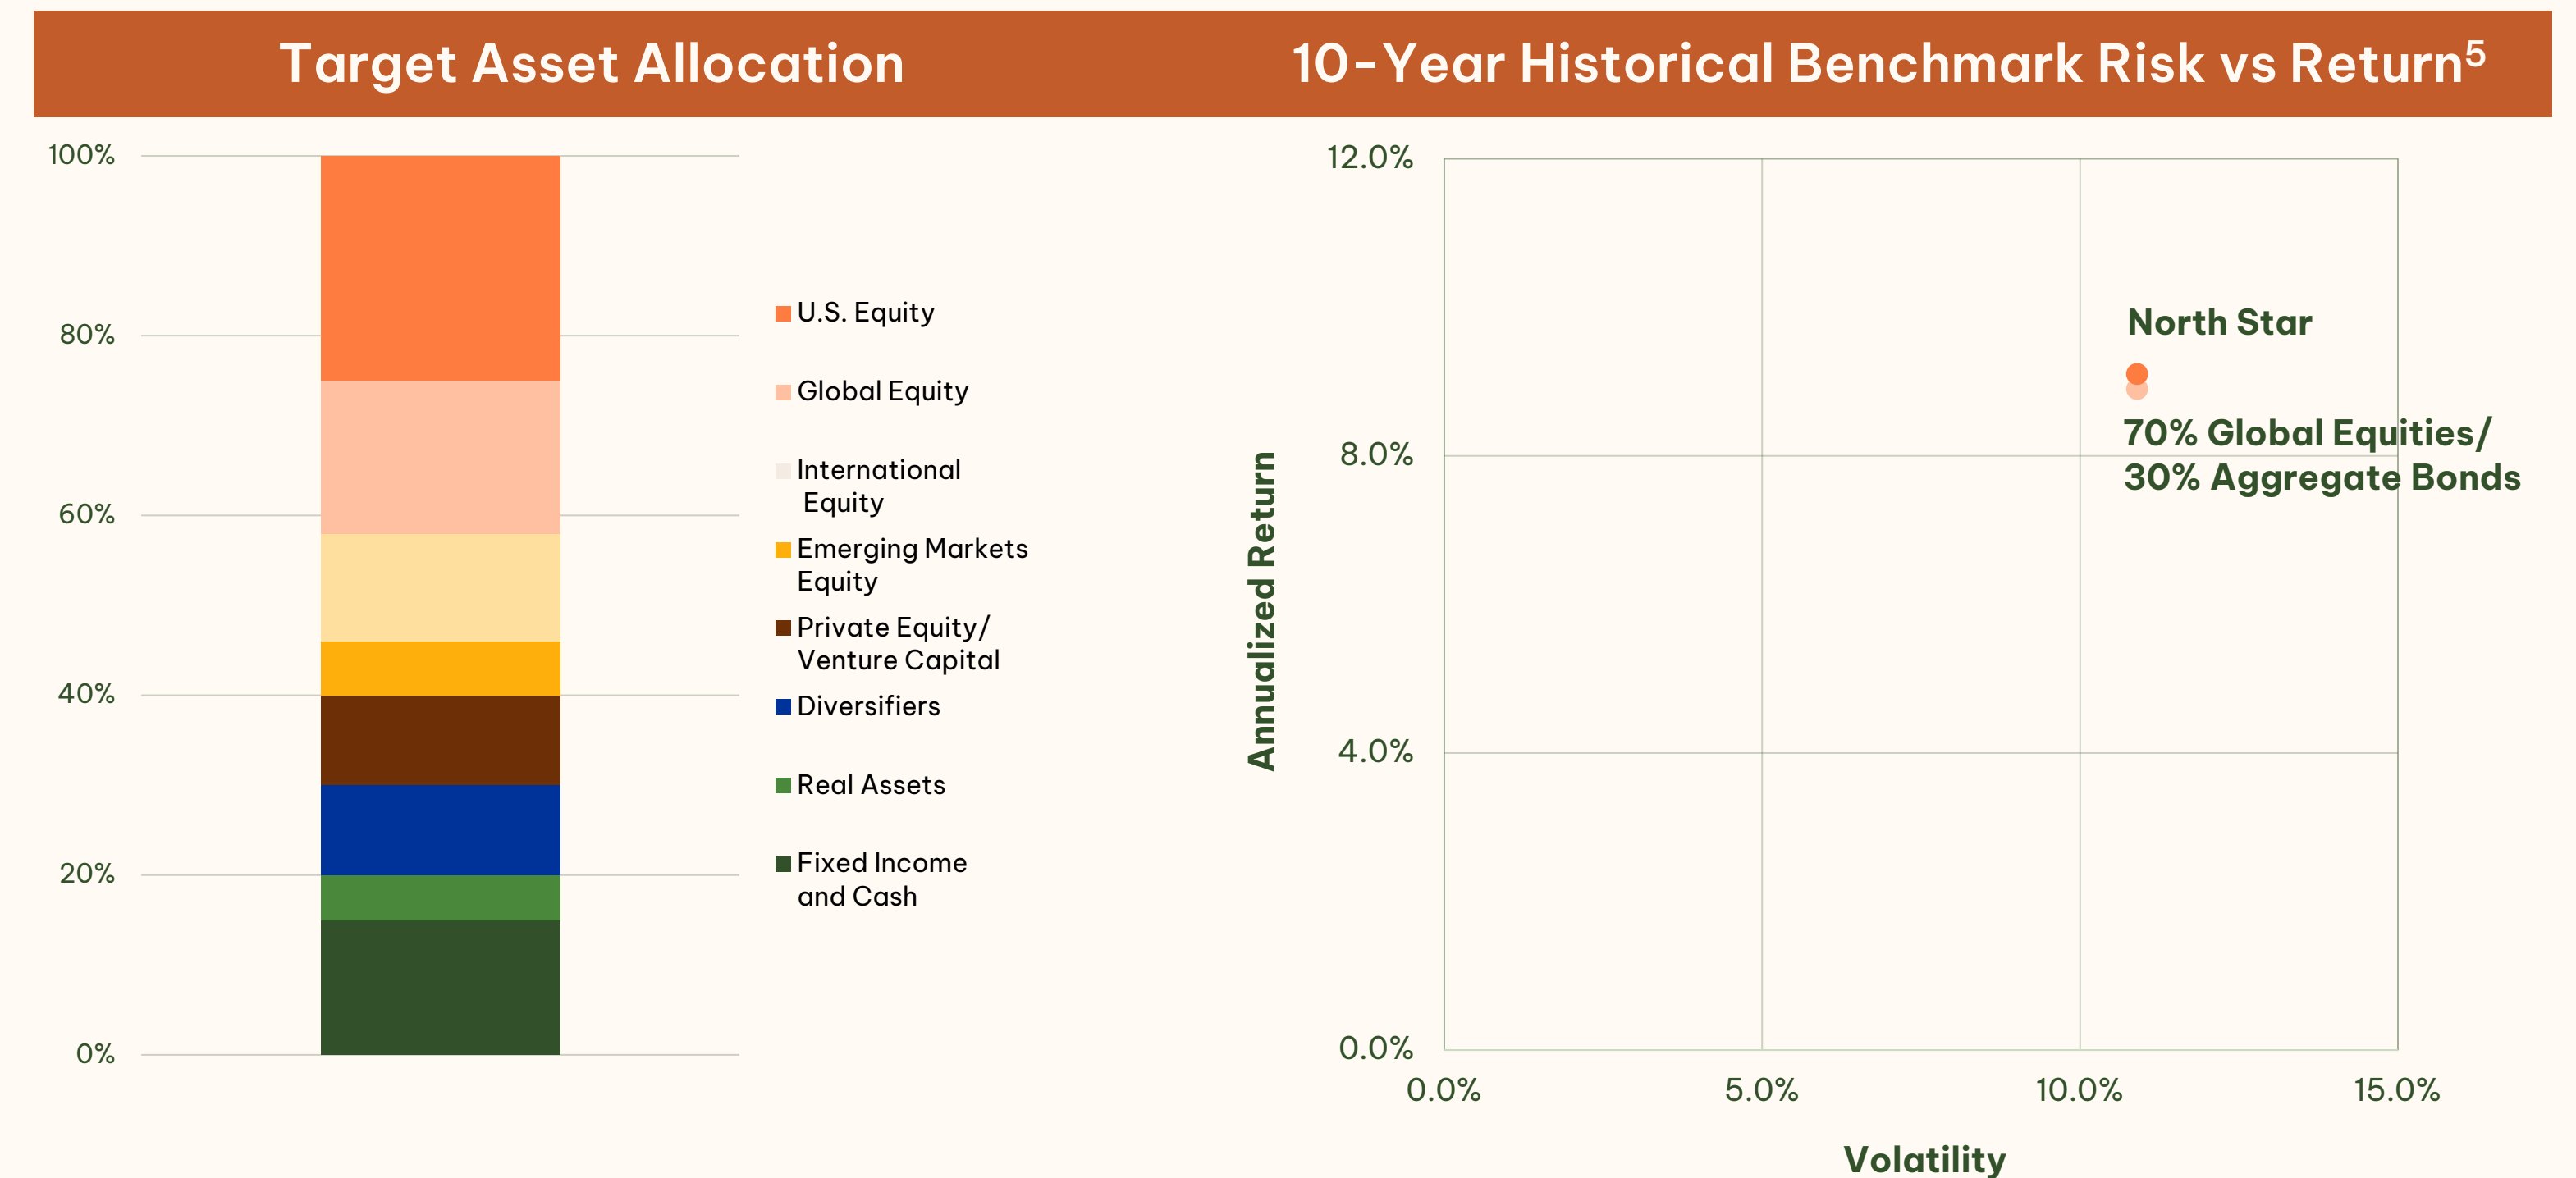 Target Asset Allocation
10-Year Historical Benchmark Risk vs Return⁵
100%
80%
60%
40%
20%
0%
U.S. Equity
Global Equity
International
Equity
Emerging Markets
Equity
Private Equity/
Venture Capital
Diversifiers
Real Assets
Fixed Income
and Cash
Annualized Return
12.0%
8.0%
4.0%
0.0%
North Star
70% Global Equities/
30% Aggregate Bonds
0.0%
5.0%
10.0%
15.0%
Volatility